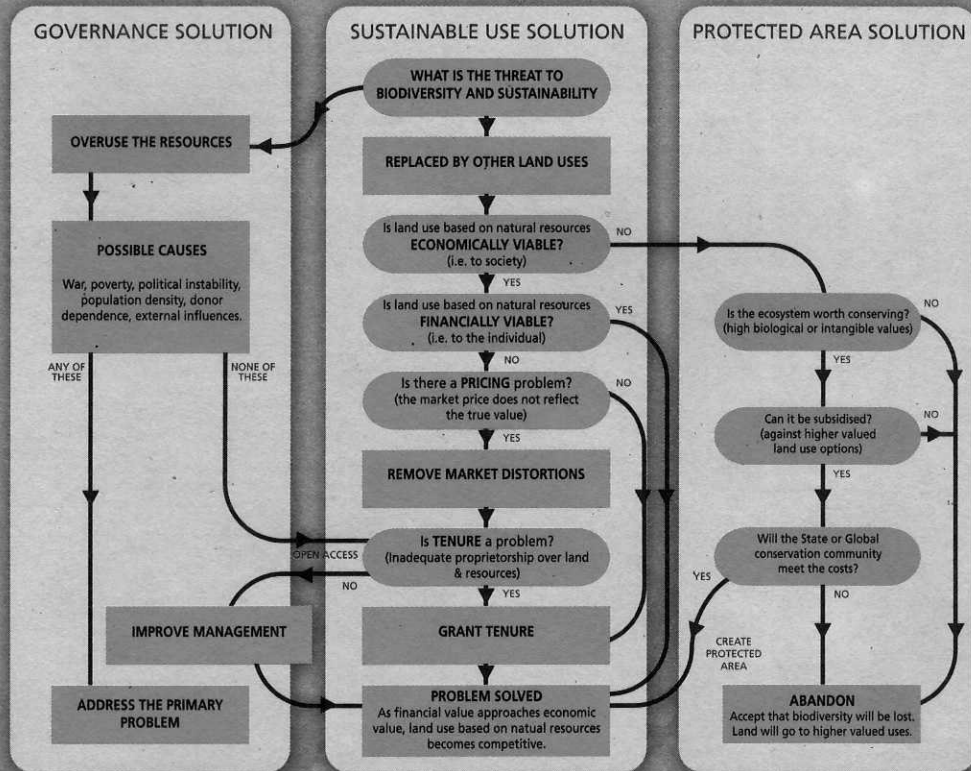 GOVERNANCE SOLUTION
OVERUSE THE RESOURCES
POSSIBLE CAUSES
War, poverty, political instability,
population density, donor
dependence, external influences.
ANY OF
THESE
NONE OF
THESE
IMPROVE MANAGEMENT
ADDRESS THE PRIMARY
PROBLEM
SUSTAINABLE USE SOLUTION
WHAT IS THE THREAT TO
BIODIVERSITY AND SUSTAINABILITY
REPLACED BY OTHER LAND USES
Is land use based on natural resources
ECONOMICALLY VIABLE?
(i.e. to society)
NO
YES
Is land use based on natural resources
FINANCIALLY VIABLE?
(i.e. to the individual)
YES
NO
Is there a PRICING problem?
(the market price does not reflect
the true value)
NO
YES
REMOVE MARKET DISTORTIONS
OPEN ACCESS
Is TENURE a problem?
(Inadequate proprietorship over land
& resources)
NO
YES
GRANT TENURE
PROBLEM SOLVED
As financial value approaches economic
value, land use based on natual resources
becomes competitive.
PROTECTED AREA SOLUTION
Is the ecosystem worth conserving?
(high biological or intangible values)
NO
YES
Can it be subsidised?
(against higher valued
land use options)
NO
YES
Will the State or Global
conservation community
meet the costs?
YES
NO
CREATE
PROTECTED
AREA
ABANDON
Accept that biodiversity will be lost.
Land will go to higher valued uses.